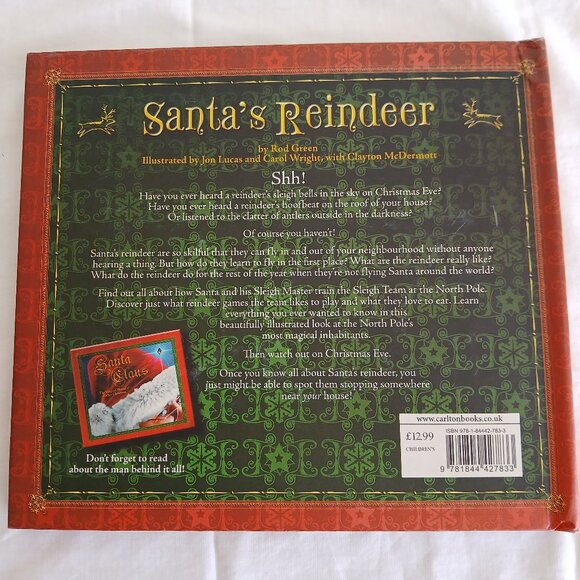 Santa's Reindeer
by Rod Green
Illustrated by Jon Lucas and Carol Wright, with Clayton McDermott
Shh!
Have you ever heard a reindeer's sleigh bells in the sky on Christmas Eve?
Have you ever heard a reindeer's hoofbeat on the roof of your house?
Or listened to the clatter of antlers outside in the darkness?
Of course you haven't!
Santa's reindeer are so skilful that they can fly in and out of your neighbourhood without anyone
hearing a thing. But how do they learn to fly in the first place? What are the reindeer really like?
What do the reindeer do for the rest of the year when they're not flying Santa around the world?
Find out all about how Santa and his Sleigh Master train the Sleigh Team at the North Pole.
Discover just what reindeer games the team likes to play and what they love to eat. Learn
everything you ever wanted to know in this
beautifully illustrated look at the North Pole's
most magical inhabitants.
Then watch out on Christmas Eve.
Once you know all about Santa's reindeer, you
just might be able to spot them stopping somewhere
near your house!
Santa
Claus
Don't forget to read
about the man behind it all!
www.carltonbooks.co.uk
£12.99
CHILDREN'S
ISBN 978-1-84442-783-3
9 781844 427833